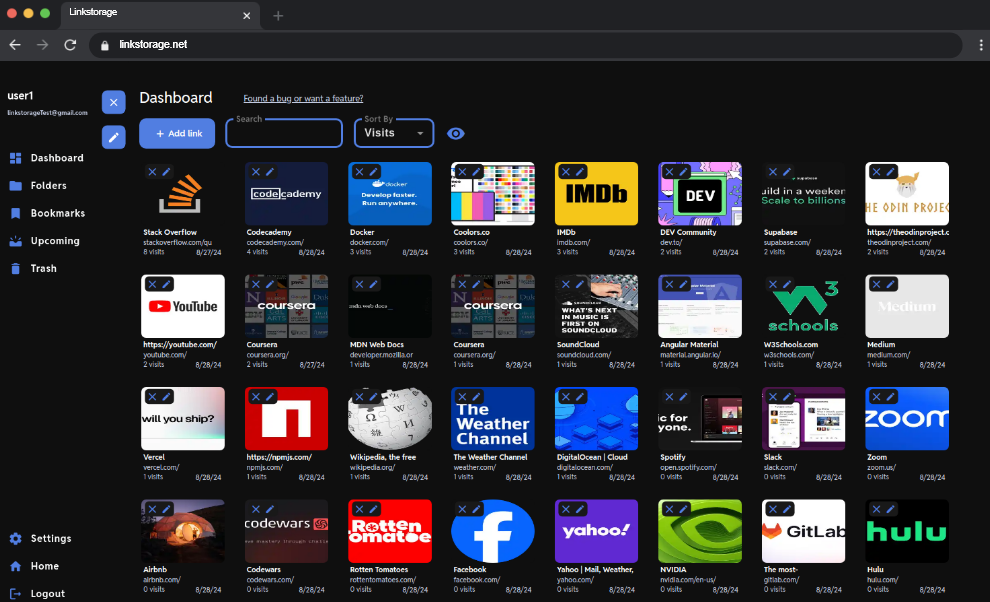 Linkstorage
linkstorage.net
user1
linkstorageTest@gmail.com
Dashboard
Folders
Bookmarks
Upcoming
Trash
Settings
Home
Logout
Dashboard
Found a bug or want a feature?
+ Add link
Search
Sort By
Visits
Stack Overflow
stackoverflow.com/qu
8 visits 8/27/24
codecademy
Codecademy
codecademy.com/
4 visits 8/28/24
docker
Develop faster.
Run anywhere.
Docker
docker.com/
3 visits 8/28/24
Coolors.co
coolors.co/
3 visits 8/28/24
IMDb
IMDb
imdb.com/
3 visits 8/28/24
DEV
DEV Community
dev.to/
2 visits 8/28/24
supabase
uild in a weeken
Scale to billions
Supabase
supabase.com/
2 visits 8/28/24
HE ODIN PROJEC
https://theodinproject.c
theodinproject.com/
2 visits 8/28/24
YouTube
https://youtube.com/
youtube.com/
2 visits 8/28/24
coursera
Coursera
coursera.org/
2 visits 8/27/24
mdn web docs
MDN Web Docs
developer.mozilla.or
1 visits 8/28/24
coursera
Coursera
coursera.org/
1 visits 8/28/24
SOUNDCLOUD
WHAT'S NEXT
IN MUSIC IS
FIRST ON
SOUNDCLOUD
SoundCloud
soundcloud.com/
1 visits 8/28/24
Angular Material
material.angular.io/
1 visits 8/28/24
W3
schools
W3Schools.com
w3schools.com/
1 visits 8/28/24
Medium
Medium
medium.com/
1 visits 8/28/24
will you ship?
Vercel
vercel.com/
1 visits 8/28/24
n
https://npmjs.com/
npmjs.com/
1 visits 8/28/24
Wikipedia, the free
wikipedia.org/
1 visits 8/28/24
The
Weather
Channel
The Weather Channel
weather.com/
1 visits 8/28/24
DigitalOcean | Cloud
digitalocean.com/
1 visits 8/28/24
ic for
yone.
Spotify
open.spotify.com/
0 visits 8/28/24
Slack
slack.com/
0 visits 8/28/24
zoom
Zoom
zoom.us/
0 visits 8/28/24
Airbnb
airbnb.com/
0 visits 8/28/24
codewars
Codewars
codewars.com/
0 visits 8/28/24
Rotten
omatoe
Rotten Tomatoes
rottentomatoes.com/
0 visits 8/28/24
f
Facebook
facebook.com/
0 visits 8/28/24
yahoo!
Yahoo | Mail, Weather,
yahoo.com/
0 visits 8/28/24
NVIDIA
nvidia.com/en-us/
0 visits 8/28/24
GitLab
The most-
gitlab.com/
0 visits 8/28/24
hulu
Hulu
hulu.com/
0 visits 8/28/24